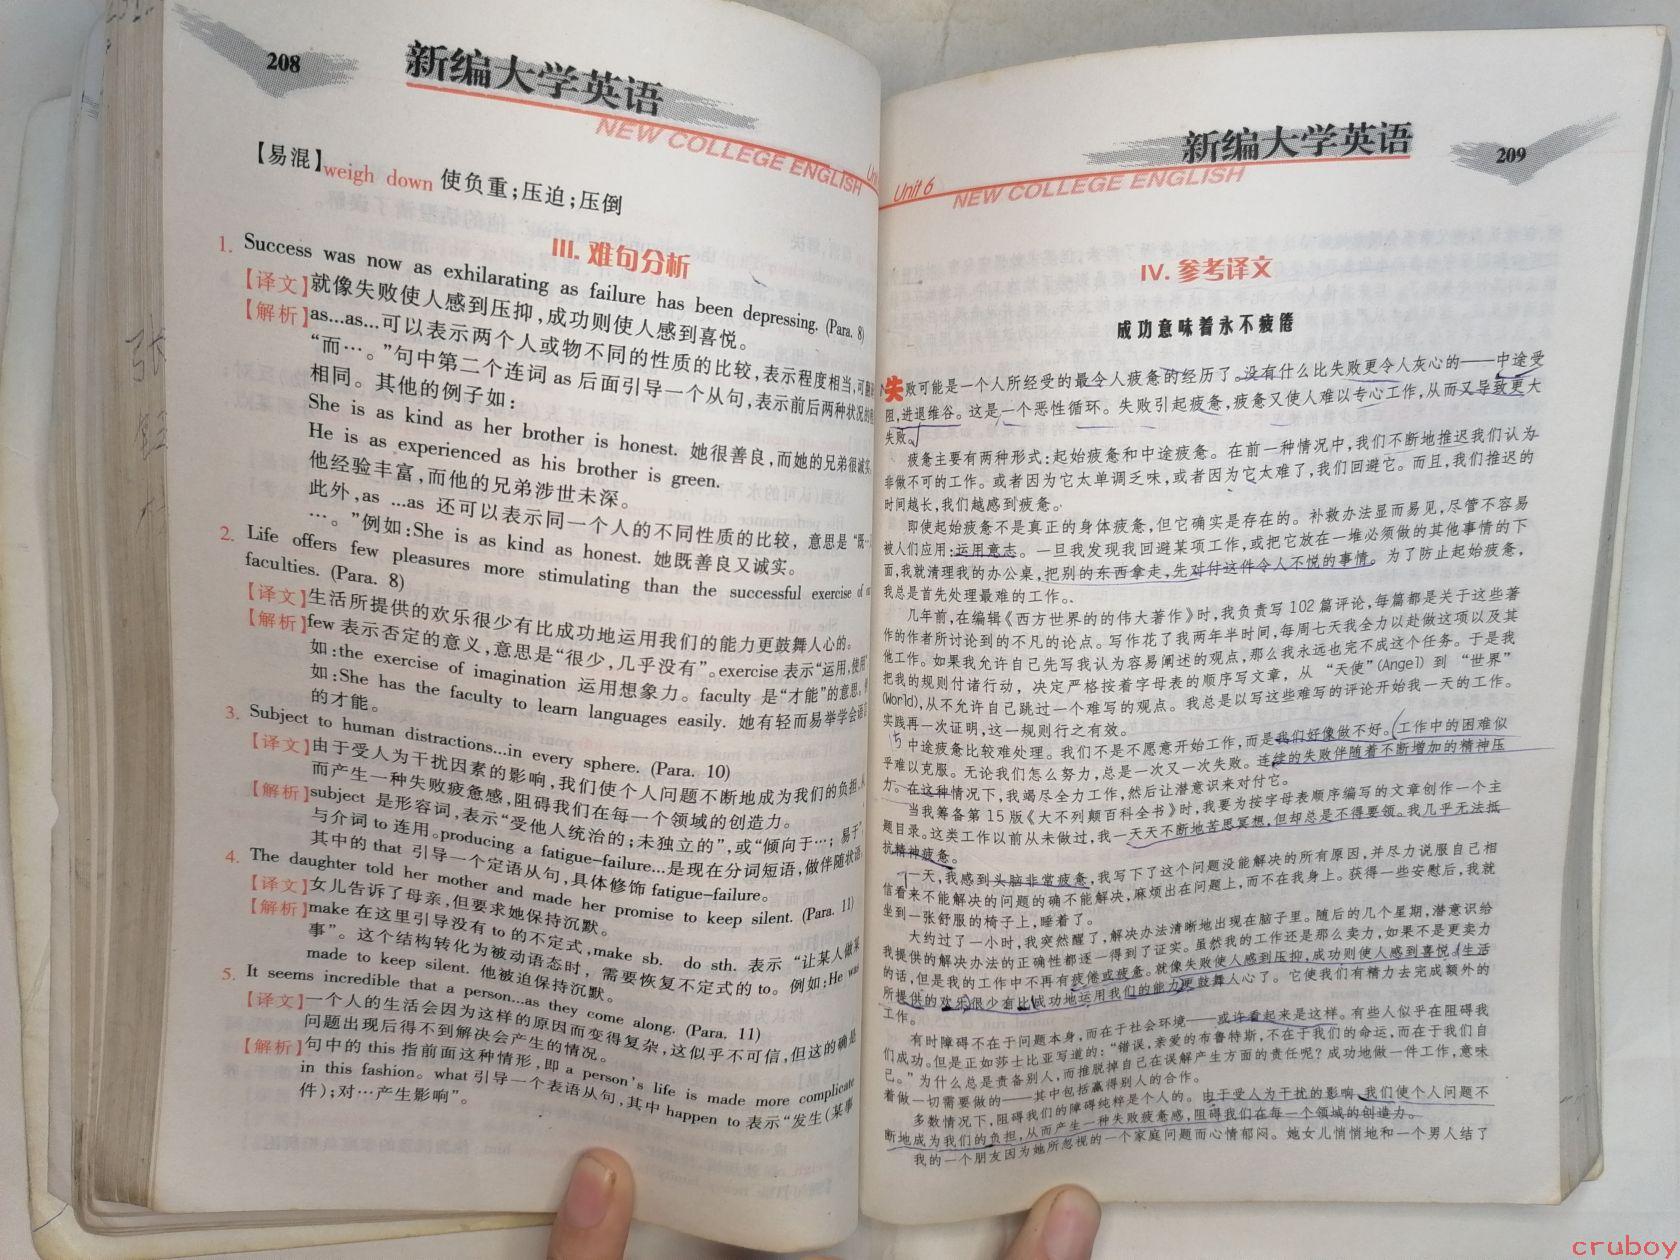 208
新编大学英语
NEW COLLEGE ENGLISH
【易混】weigh down 使负重；压迫；压倒
III. 难句分析
1. Success was now as exhilarating as failure has been depressing. (Para. 8)
【译文】就像失败使人感到压抑，成功则使人感到喜悦。
【解析】as…as…可以表示两个人或物不同的性质的比较，表示程度相当，可
“而…。”句中第二个连词 as 后面引导一个从句，表示前后两种状况的
相同。其他的例子如：
She is as kind as her brother is honest. 她很善良，而她的兄弟很诚实
He is as experienced as his brother is green.
他经验丰富，而他的兄弟涉世未深。
此外，as …as 还可以表示同一个人的不同性质的比较，意思是“既…
…。”例如：She is as kind as honest. 她既善良又诚实。
2. Life offers few pleasures more stimulating than the successful exercise of
faculties. (Para. 8)
【译文】生活所提供的欢乐很少有比成功地运用我们的能力更鼓舞人心的。
【解析】few 表示否定的意义，意思是“很少，几乎没有”。exercise 表示“运用，使用
如：the exercise of imagination 运用想象力。faculty 是“才能”的意思。
如：She has the faculty to learn languages easily. 她有轻而易举学会语言
的才能。
3. Subject to human distractions…in every sphere. (Para. 10)
【译文】由于受人为干扰因素的影响，我们使个人问题不断地成为我们的负担，
而产生一种失败疲惫感，阻碍我们在每一个领域的创造力。
【解析】subject 是形容词，表示“受他人统治的；未独立的”，或“倾向于…；易于”
与介词 to 连用。producing a fatigue-failure…是现在分词短语，做伴随状语
其中的 that 引导一个定语从句，具体修饰 fatigue-failure。
4. The daughter told her mother and made her promise to keep silent. (Para. 11)
【译文】女儿告诉了母亲，但要求她保持沉默。
【解析】make 在这里引导没有 to 的不定式，make sb. do sth. 表示 “让某人做某
事”。这个结构转化为被动语态时，需要恢复不定式的 to。例如：He was
made to keep silent. 他被迫保持沉默。
5. It seems incredible that a person…as they come along. (Para. 11)
【译文】一个人的生活会因为这样的原因而变得复杂，这似乎不可信，但这的确是
问题出现后得不到解决会产生的情况。
【解析】句中的 this 指前面这种情形，即 a person's life is made more complicate
in this fashion。what 引导一个表语从句，其中 happen to 表示“发生（某事
件）；对…产生影响”。
Unit 6
NEW COLLEGE ENGLISH
新编大学英语
209
IV. 参考译文
成功意味着永不疲倦
失败可能是一个人所经受的最令人疲惫的经历了。没有什么比失败更令人灰心的——中途受
阻，进退维谷。这是一个恶性循环。失败引起疲惫，疲惫又使人难以专心工作，从而又导致更大
失败。
疲惫主要有两种形式：起始疲惫和中途疲惫。在前一种情况中，我们不断地推迟我们认为
非做不可的工作。或者因为它太单调乏味，或者因为它太难了，我们回避它。而且，我们推迟的
时间越长，我们越感到疲惫。
即使起始疲惫不是真正的身体疲惫，但它确实是存在的。补救办法显而易见，尽管不容易
被人们应用：运用意志。一旦我发现我回避某项工作，或把它放在一堆必须做的其他事情的下
面，我就清理我的办公桌，把别的东西拿走，先对付这件令人不悦的事情。为了防止起始疲惫，
我总是首先处理最难的工作。
几年前，在编辑《西方世界的的伟大著作》时，我负责写 102 篇评论，每篇都是关于这些著
作的作者所讨论到的不凡的论点。写作花了我两年半时间，每周七天我全力以赴做这项以及其
他工作。如果我允许自己先写我认为容易阐述的观点，那么我永远也完不成这个任务。于是我
把我的规则付诸行动，决定严格按着字母表的顺序写文章，从 “天使”(Angel) 到 “世界”
(World)，从不允许自己跳过一个难写的观点。我总是以写这些难写的评论开始我一天的工作。
实践再一次证明，这一规则行之有效。
中途疲惫比较难处理。我们不是不愿意开始工作，而是我们好像做不好。工作中的困难似
乎难以克服。无论我们怎么努力，总是一次又一次失败。连续的失败伴随着不断增加的精神压
力。在这种情况下，我竭尽全力工作，然后让潜意识来对付它。
当我筹备第 15 版《大不列颠百科全书》时，我要为按字母表顺序编写的文章创作一个主
题目录。这类工作以前从未做过，我一天天不断地苦思冥想，但却总是不得要领。我几乎无法抵
抗精神疲惫。
一天，我感到头脑非常疲惫，我写下了这个问题没能解决的所有原因，并尽力说服自己相
信看来不能解决的问题的确不能解决，麻烦出在问题上，而不在我身上。获得一些安慰后，我就
坐到一张舒服的椅子上，睡着了。
大约过了一小时，我突然醒了，解决办法清晰地出现在脑子里。随后的几个星期，潜意识给
我提供的解决办法的正确性都逐一得到了证实。虽然我的工作还是那么卖力，如果不是更卖力
的话，但是我的工作中不再有疲倦或疲惫。就像失败使人感到压抑，成功则使人感到喜悦。生活
所提供的欢乐很少有比成功地运用我们的能力更鼓舞人心了。它使我们有精力去完成额外的
工作。
有时障碍不在于问题本身，而在于社会环境——或许看起来是这样。有些人似乎在阻碍我
们成功。但是正如莎士比亚写道的：“错误，亲爱的布鲁特斯，不在于我们的命运，而在于我们自
己。”为什么总是责备别人，而推脱掉自己在误解产生方面的责任呢？成功地做一件工作，意味
着做一切需要做的——其中包括赢得别人的合作。
多数情况下，阻碍我们的障碍纯粹是个人的。由于受人为干扰的影响，我们使个人问题不
断地成为我们的负担，从而产生一种失败疲惫感，阻碍我们在每一个领域的创造力。
我的一个朋友因为她所忽视的一个家庭问题而心情郁闷。她女儿悄悄地和一个男人结了
cruboy